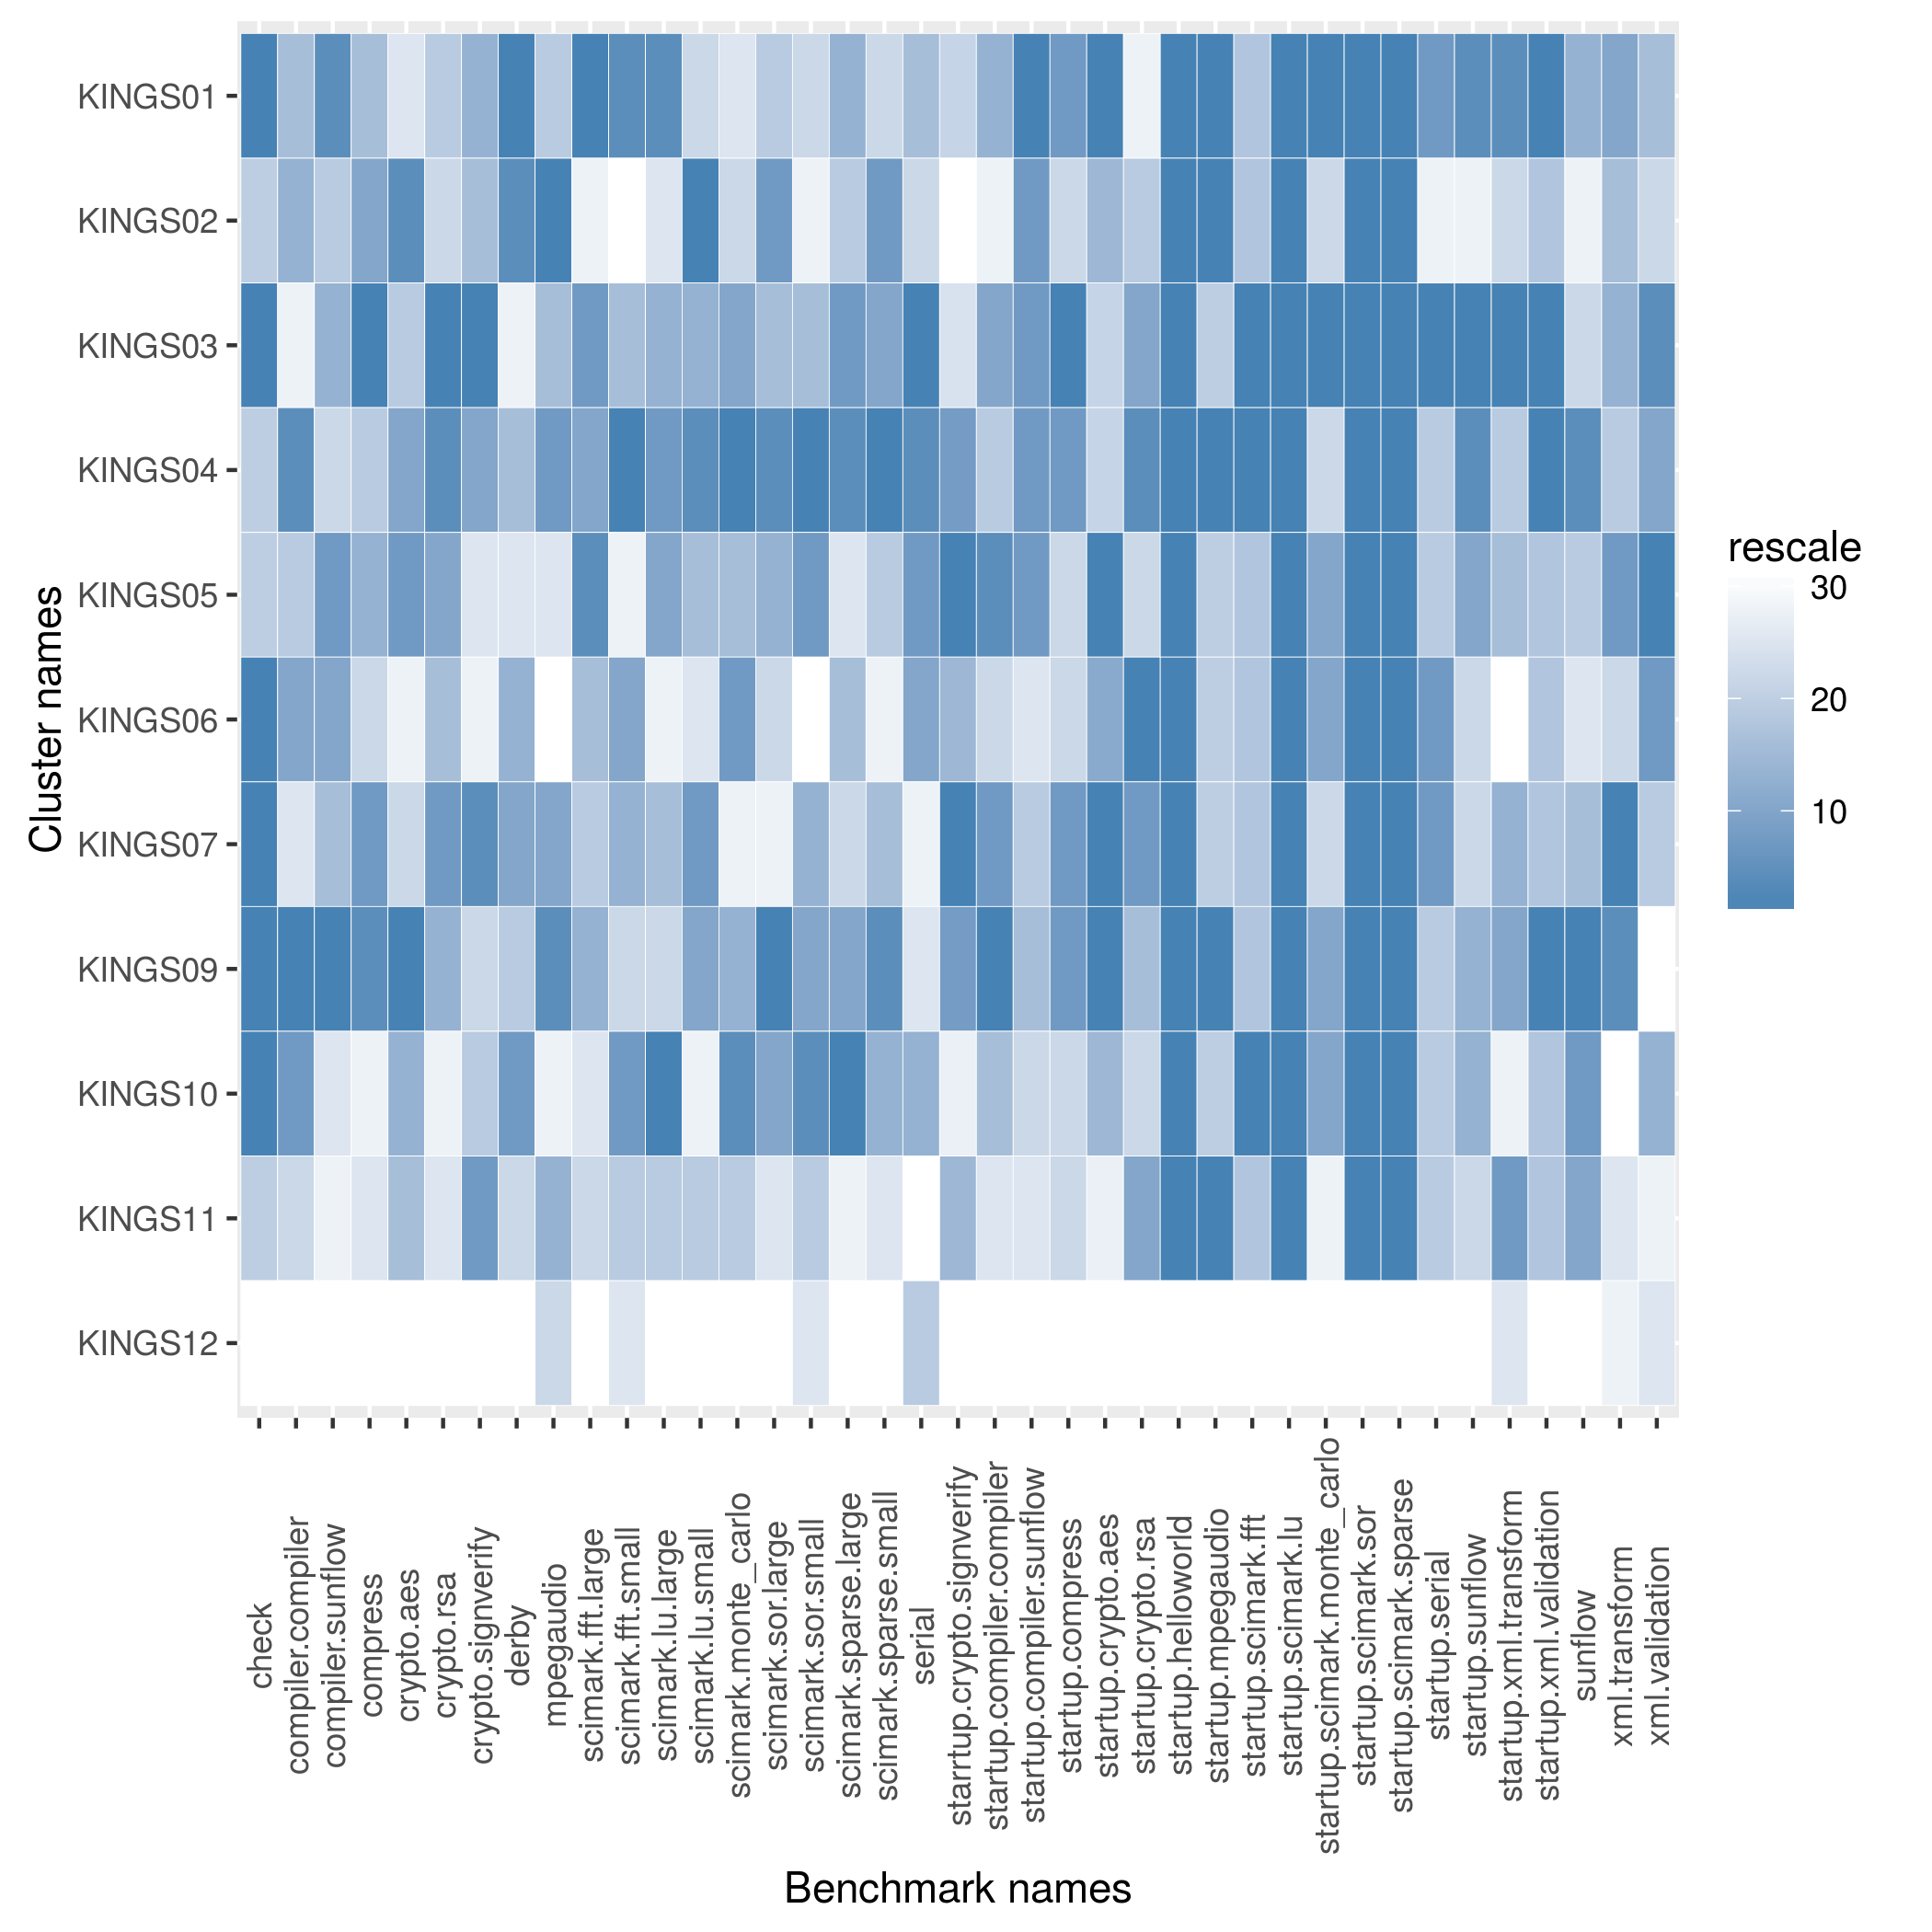 KINGS01
KINGS02
KINGS03
KINGS04
KINGS05
KINGS06
KINGS07
KINGS09
KINGS10
KINGS11
KINGS12
Cluster names
check
compiler.compiler
compiler.sunflow
compress
crypto.aes
crypto.rsa
crypto.signverify
derby
mpegaudio
scimark.fft.large
scimark.fft.small
scimark.lu.large
scimark.lu.small
scimark.monte_carlo
scimark.sor.large
scimark.sor.small
scimark.sparse.large
scimark.sparse.small
serial
starrtup.crypto.signverify
startup.compiler.compiler
startup.compiler.sunflow
startup.compress
startup.crypto.aes
startup.crypto.rsa
startup.helloworld
startup.mpegaudio
startup.scimark.fft
startup.scimark.lu
startup.scimark.monte_carlo
startup.scimark.sor
startup.scimark.sparse
startup.serial
startup.sunflow
startup.xml.transform
startup.xml.validation
sunflow
xml.transform
xml.validation
Benchmark names
rescale
30
20
10